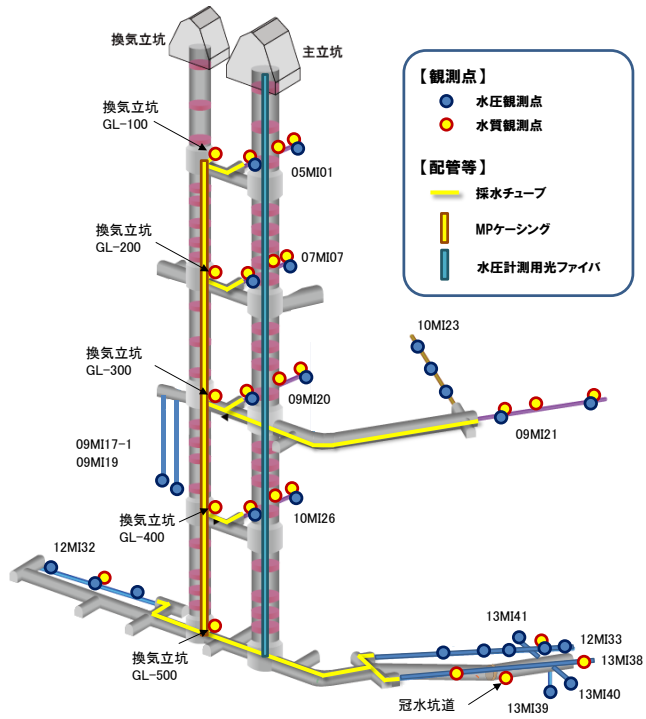 換気立坑
主立坑
【観測点】
水圧観測点
水質観測点
【配管等】
採水チューブ
MPケーシング
水圧計測用光ファイバ
換気立坑
GL-100
05MI01
換気立坑
GL-200
07MI07
10MI23
換気立坑
GL-300
09MI20
09MI21
09MI17-1
09MI19
10MI26
換気立坑
GL-400
12MI32
13MI41
12MI33
13MI38
換気立坑
GL-500
13MI40
冠水坑道
13MI39